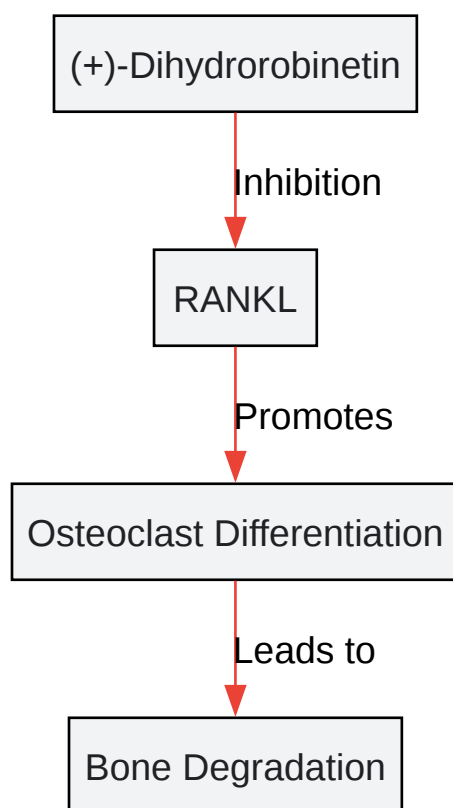 (+)-Dihydrorobinetin
Inhibition
RANKL
Promotes
Osteoclast Differentiation
Leads to
Bone Degradation